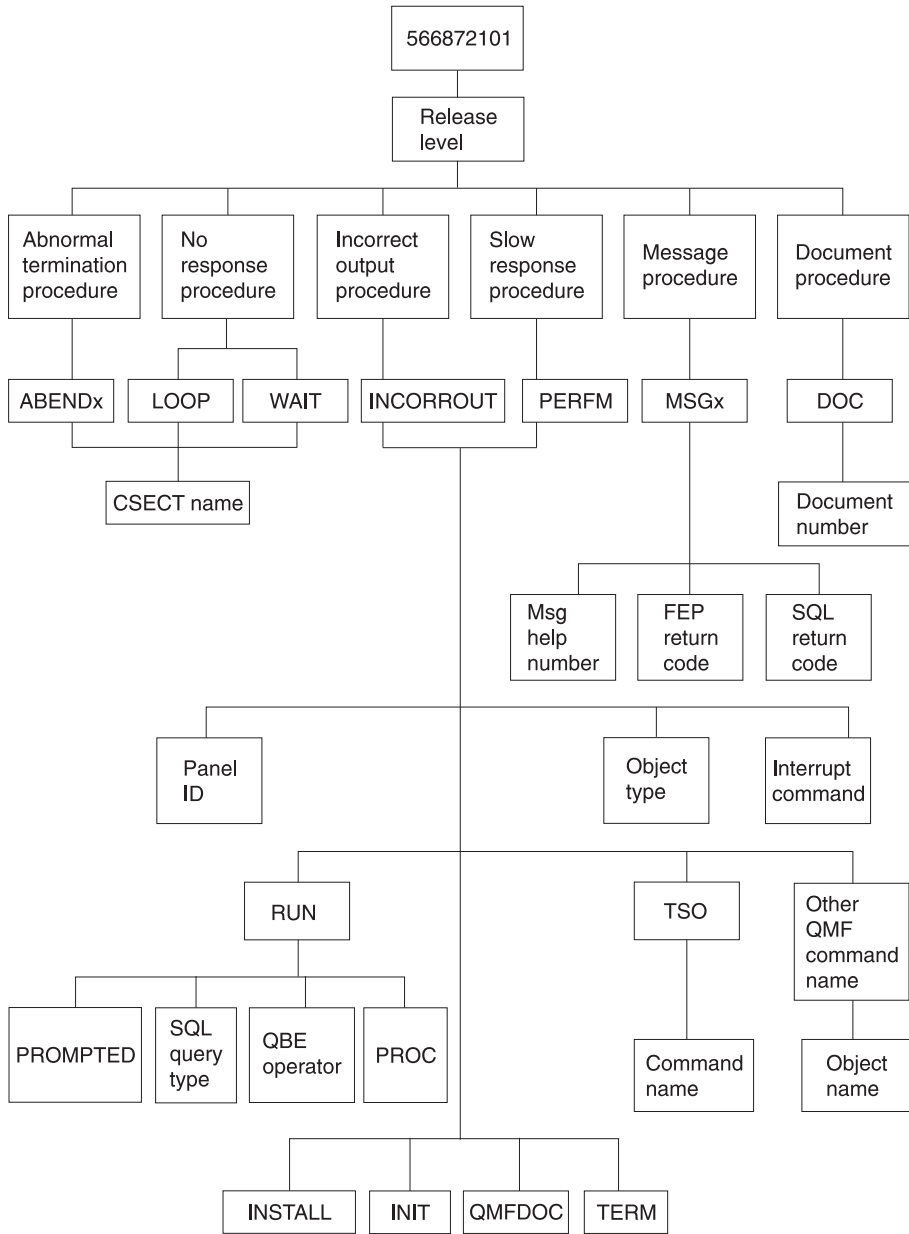 566872101
Release
level
Abnormal
termination
procedure
No
response
procedure
Incorrect
output
procedure
Slow
response
procedure
Message
procedure
Document
procedure
ABENDx
LOOP
WAIT
INCORROUT
PERFM
MSGx
DOC
CSECT name
Document
number
Msg
help
number
FEP
return
code
SQL
return
code
Panel
ID
Object
type
Interrupt
command
RUN
TSO
Other
QMF
command
name
PROMPTED
SQL
query
type
QBE
operator
PROC
Command
name
Object
name
INSTALL
INIT
QMFDOC
TERM